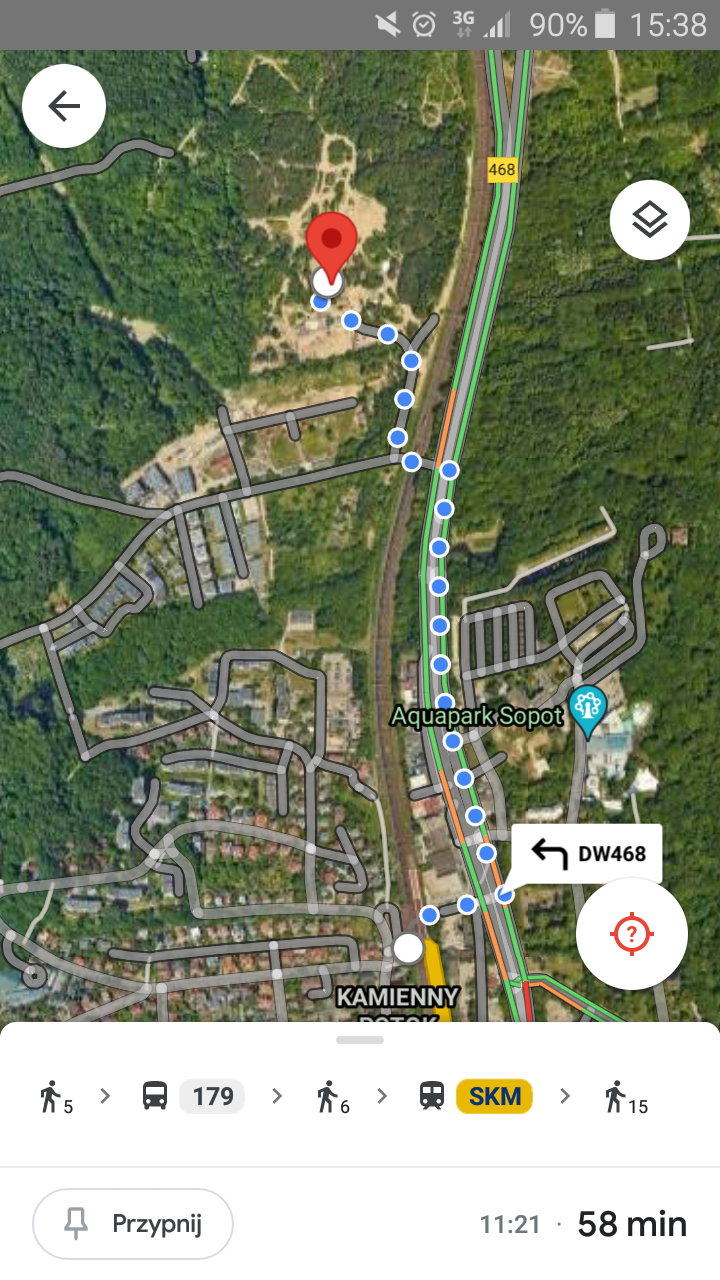 3G 90% 15:38
468
Aquapark Sopot
DW468
KAMIENNY
POTOK
5 179 6 SKM 15
Przypnij 11:21 · 58 min